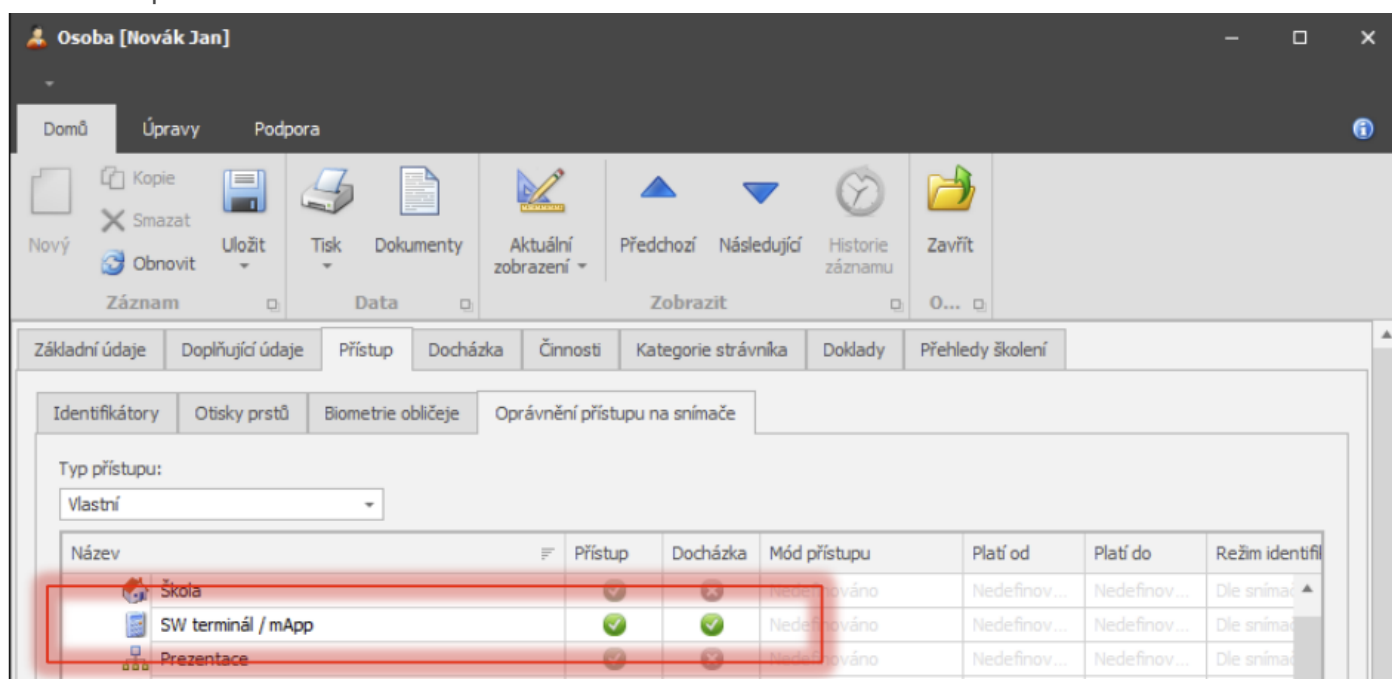 Osoba [Novák Jan]
Domů Úpravy Podpora
Nový Kopie Smazat Obnovit Uložit Tisk Dokumenty Aktuální zobrazení Předchozí Následující Historie záznamu Zavřít
Záznam Data Zobrazit O...
Základní údaje Doplňující údaje Přístup Docházka Činnosti Kategorie strávníka Doklady Přehledy školení
Identifikátory Otisky prstů Biometrie obličeje Oprávnění přístupu na snímače
Typ přístupu:
Vlastní
Název Přístup Docházka Mód přístupu Platí od Platí do Režim identifi
Škola Nedefinováno Nedefinov... Nedefinov... Dle snímač
SW terminál / mApp Nedefinováno Nedefinov... Nedefinov... Dle snímač
Prezentace Nedefinováno Nedefinov... Nedefinov... Dle snímač